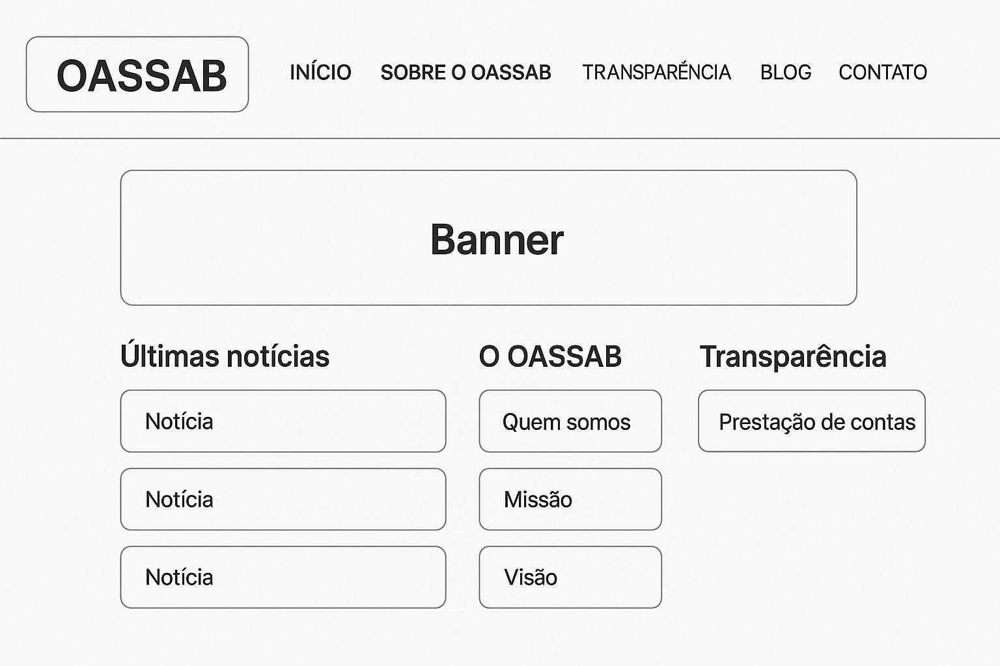 OASSAB
INÍCIO
SOBRE O OASSAB
TRANSPARÊNCIA
BLOG
CONTATO
Banner
Últimas notícias
Notícia
Notícia
Notícia
O OASSAB
Quem somos
Missão
Visão
Transparência
Prestação de contas